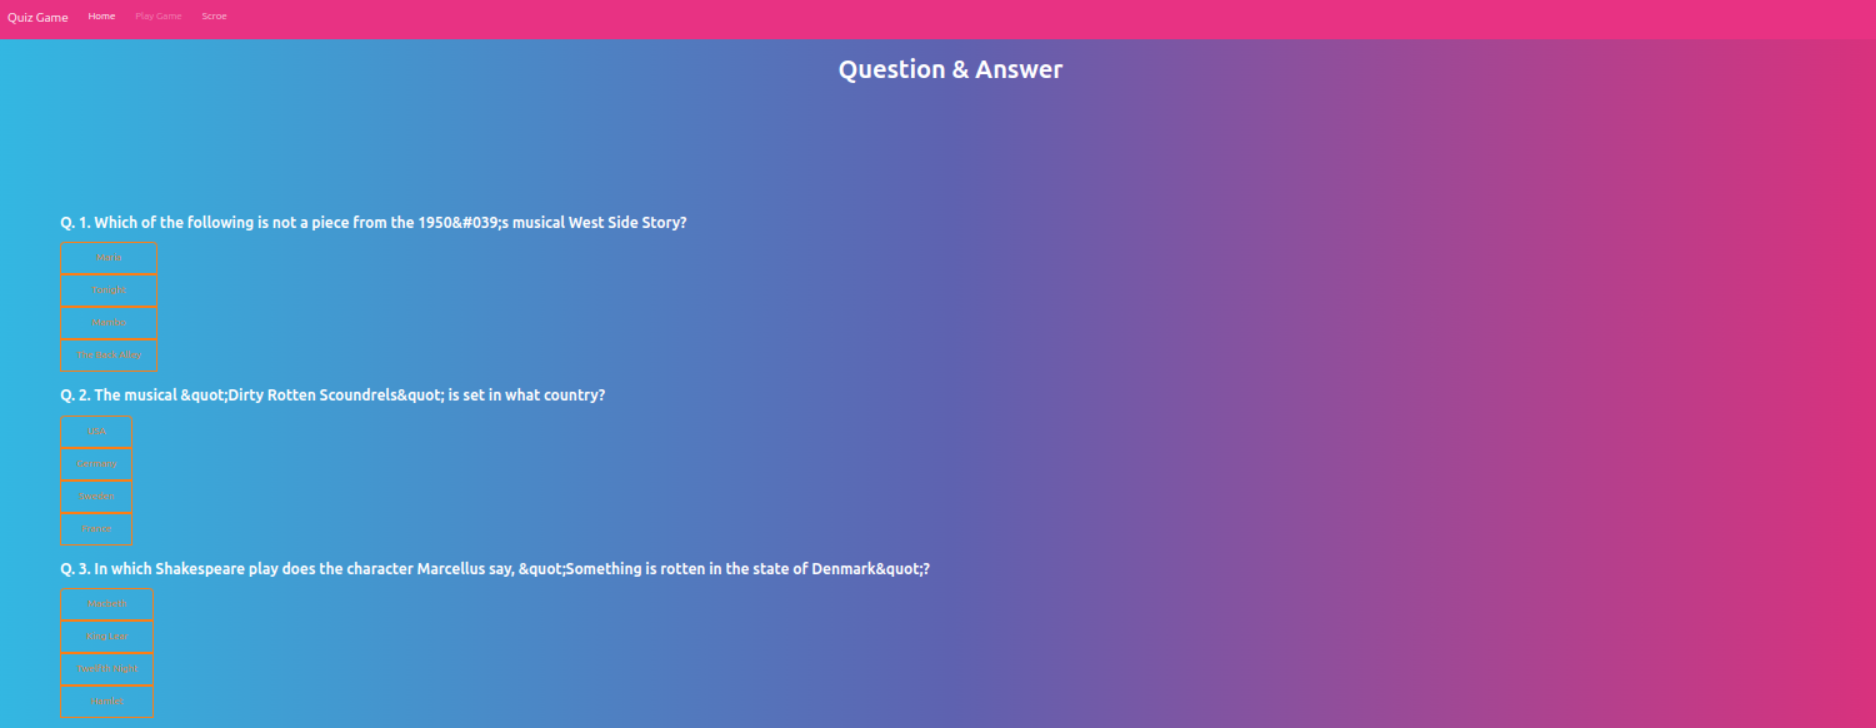 Quiz Game Home Play Game Scroe
Question & Answer
Q. 1. Which of the following is not a piece from the 1950&#039;s musical West Side Story?
Maria
Tonight
Mambo
The Back Alley
Q. 2. The musical &quot;Dirty Rotten Scoundrels&quot; is set in what country?
USA
Germany
Sweden
France
Q. 3. In which Shakespeare play does the character Marcellus say, &quot;Something is rotten in the state of Denmark&quot;?
Macbeth
King Lear
Twelfth Night
Hamlet